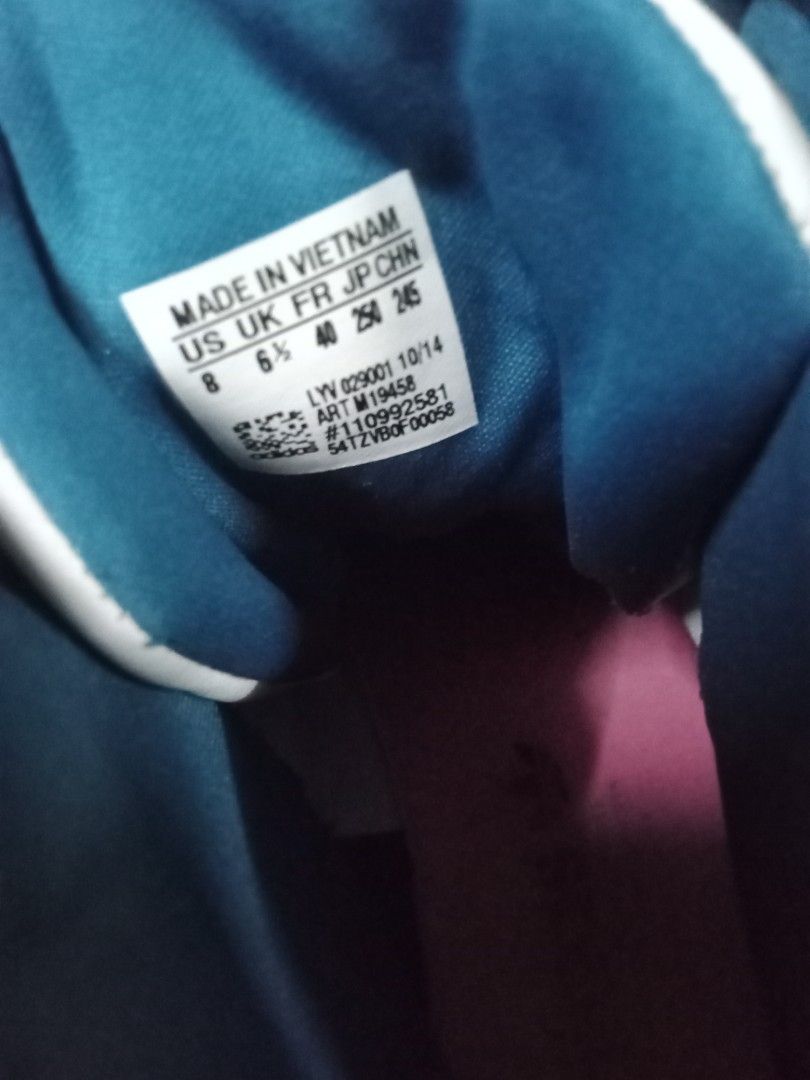 MADE IN VIETNAM
US UK FR JP CHN
8 6½ 40 250 245
LYV 029001 10/14
ART M19458
#110992581
54TZVB0F00058
adidas